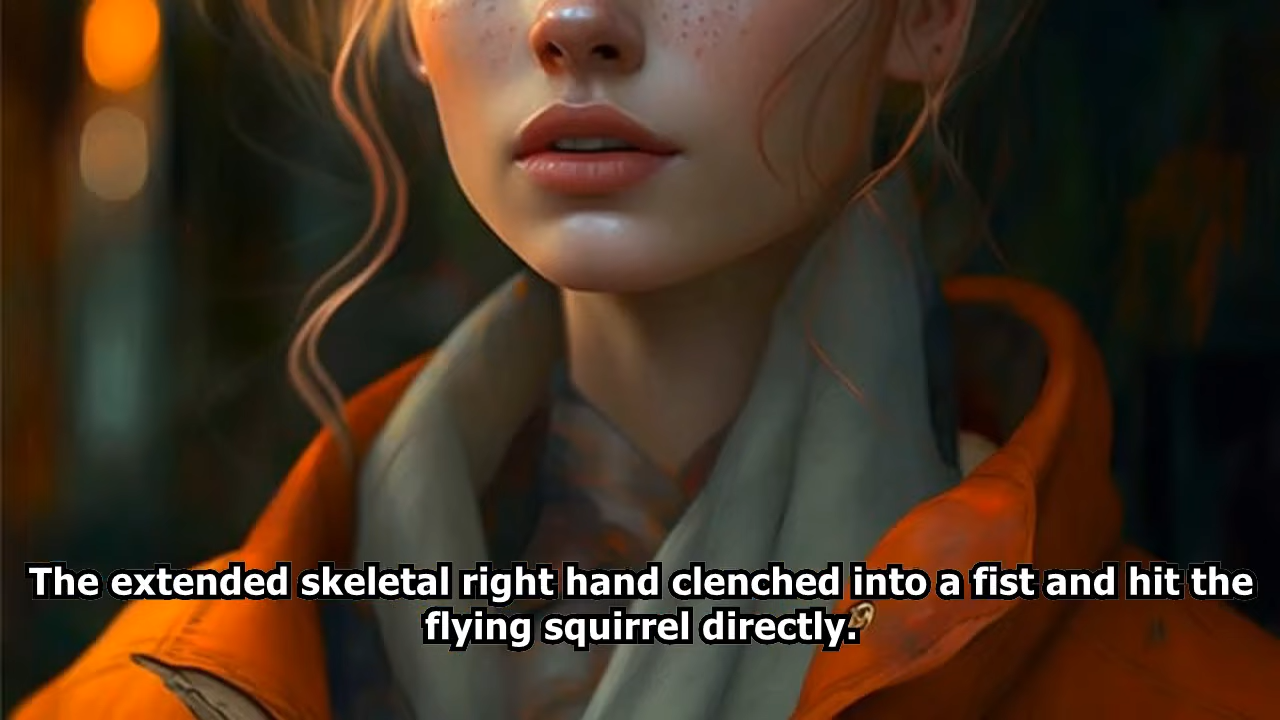 The extended skeletal right hand clenched into a fist and hit the
flying squirrel directly.